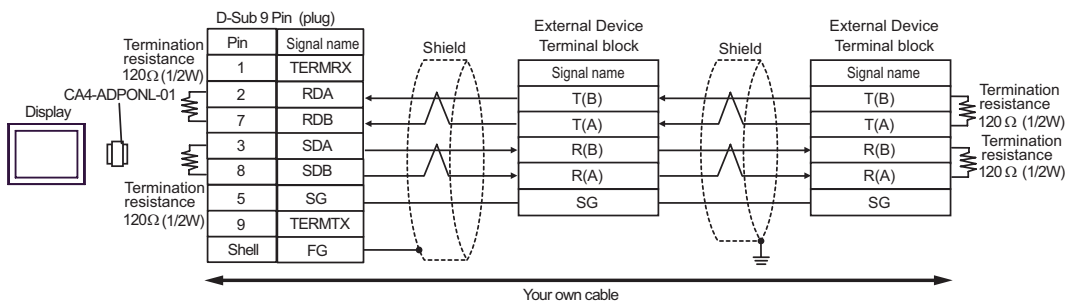 D-Sub 9 Pin (plug)
External Device
Terminal block
External Device
Terminal block
Termination
resistance
120Ω (1/2W)
CA4-ADPONL-01
Display
Pin Signal name
1 TERMRX
2 RDA
7 RDB
3 SDA
8 SDB
5 SG
9 TERMTX
Shell FG
Termination
resistance
120Ω (1/2W)
Shield
Signal name
T(B)
T(A)
R(B)
R(A)
SG
Shield
Signal name
T(B)
T(A)
R(B)
R(A)
SG
Termination
resistance
120 Ω (1/2W)
Termination
resistance
120 Ω (1/2W)
Your own cable